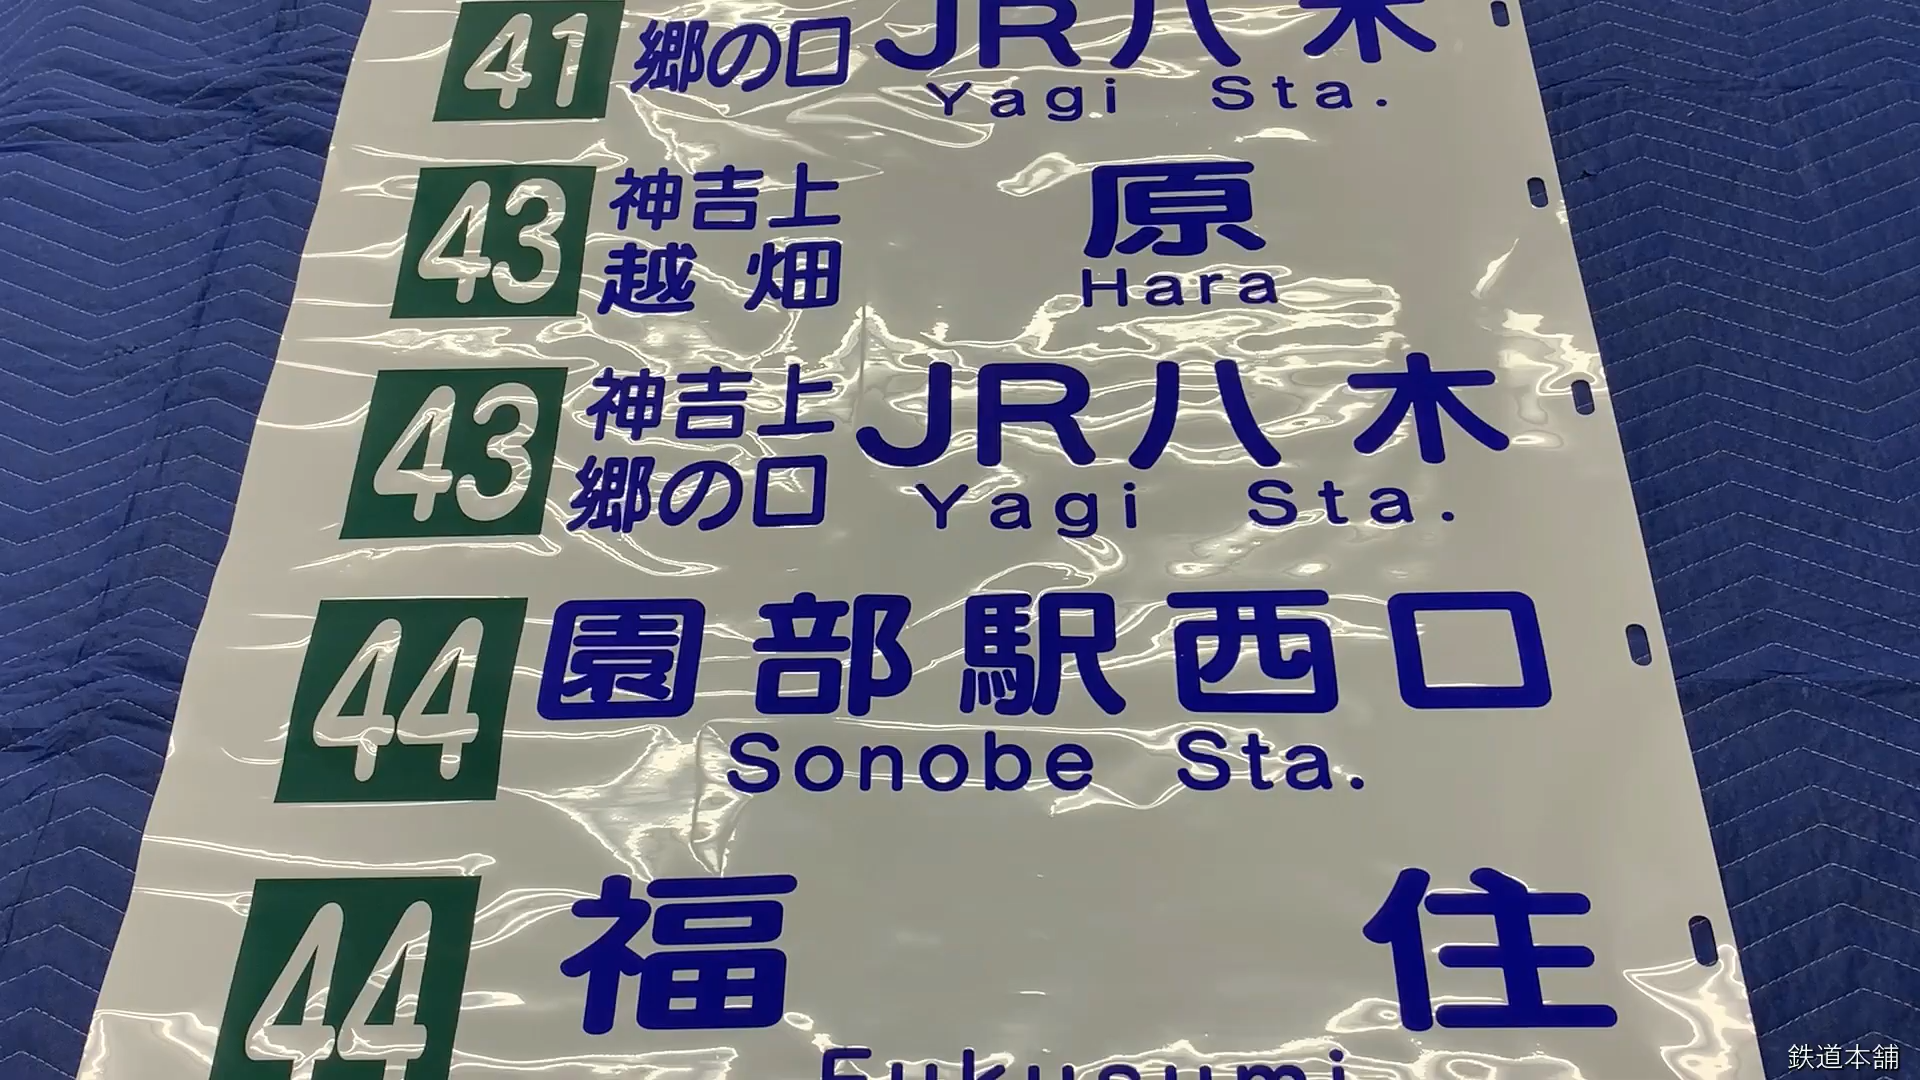 41 郷の口 JR八木
Yagi Sta.
43 神吉上 越畑 原
Hara
43 神吉上 郷の口 JR八木
Yagi Sta.
44 園部駅西口
Sonobe Sta.
44 福住
Fukusumi
鉄道本舗